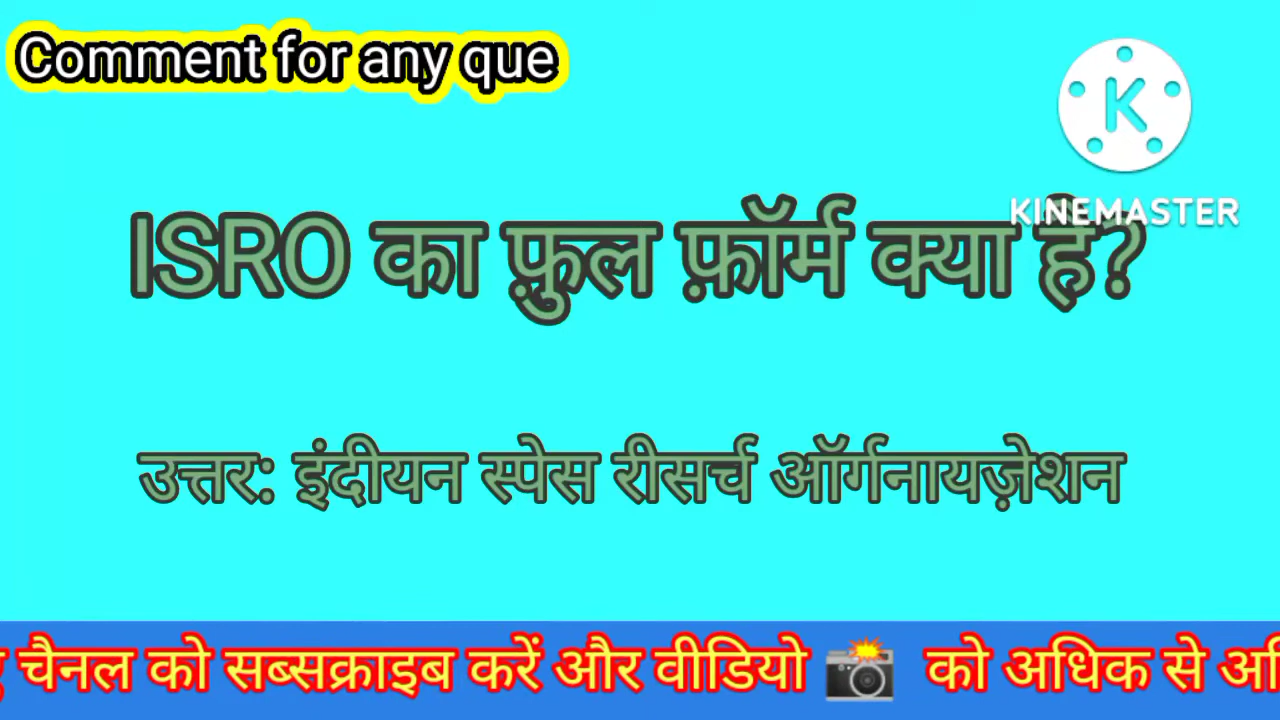 Comment for any que
KINEMASTER
ISRO का फ़ुल फ़ॉर्म क्या है?
उत्तर: इंदीयन स्पेस रीसर्च ऑर्गनायज़ेशन
चैनल को सब्सक्राइब करें और वीडियो 📸 को अधिक से